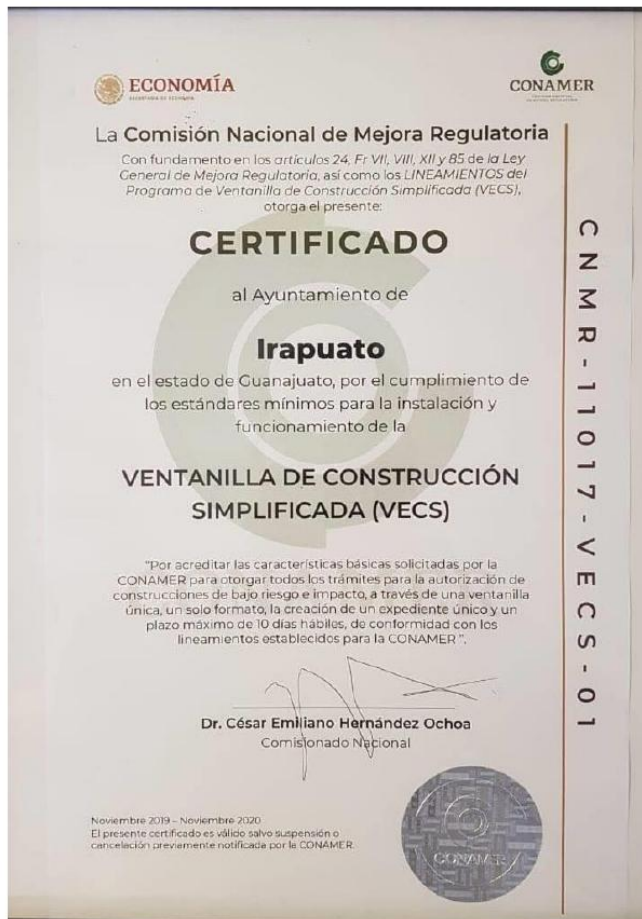 ECONOMÍA
SECRETARÍA DE ECONOMÍA
CONAMER
La Comisión Nacional de Mejora Regulatoria
Con fundamento en los artículos 24, Fr VII, VIII, XII y 85 de la Ley
General de Mejora Regulatoria, así como los LINEAMIENTOS del
Programa de Ventanilla de Construcción Simplificada (VECS),
otorga el presente:
CERTIFICADO
al Ayuntamiento de
Irapuato
en el estado de Guanajuato, por el cumplimiento de
los estándares mínimos para la instalación y
funcionamiento de la
VENTANILLA DE CONSTRUCCIÓN
SIMPLIFICADA (VECS)
"Por acreditar las características básicas solicitadas por la
CONAMER para otorgar todos los trámites para la autorización de
construcciones de bajo riesgo e impacto, a través de una ventanilla
única, un solo formato, la creación de un expediente único y un
plazo máximo de 10 días hábiles, de conformidad con los
lineamientos establecidos para la CONAMER ".
Dr. César Emiliano Hernández Ochoa
Comisionado Nacional
Noviembre 2019 – Noviembre 2020
El presente certificado es válido salvo suspensión o
cancelación previamente notificada por la CONAMER.
CONAMER
CNMR-11017-VECS-01